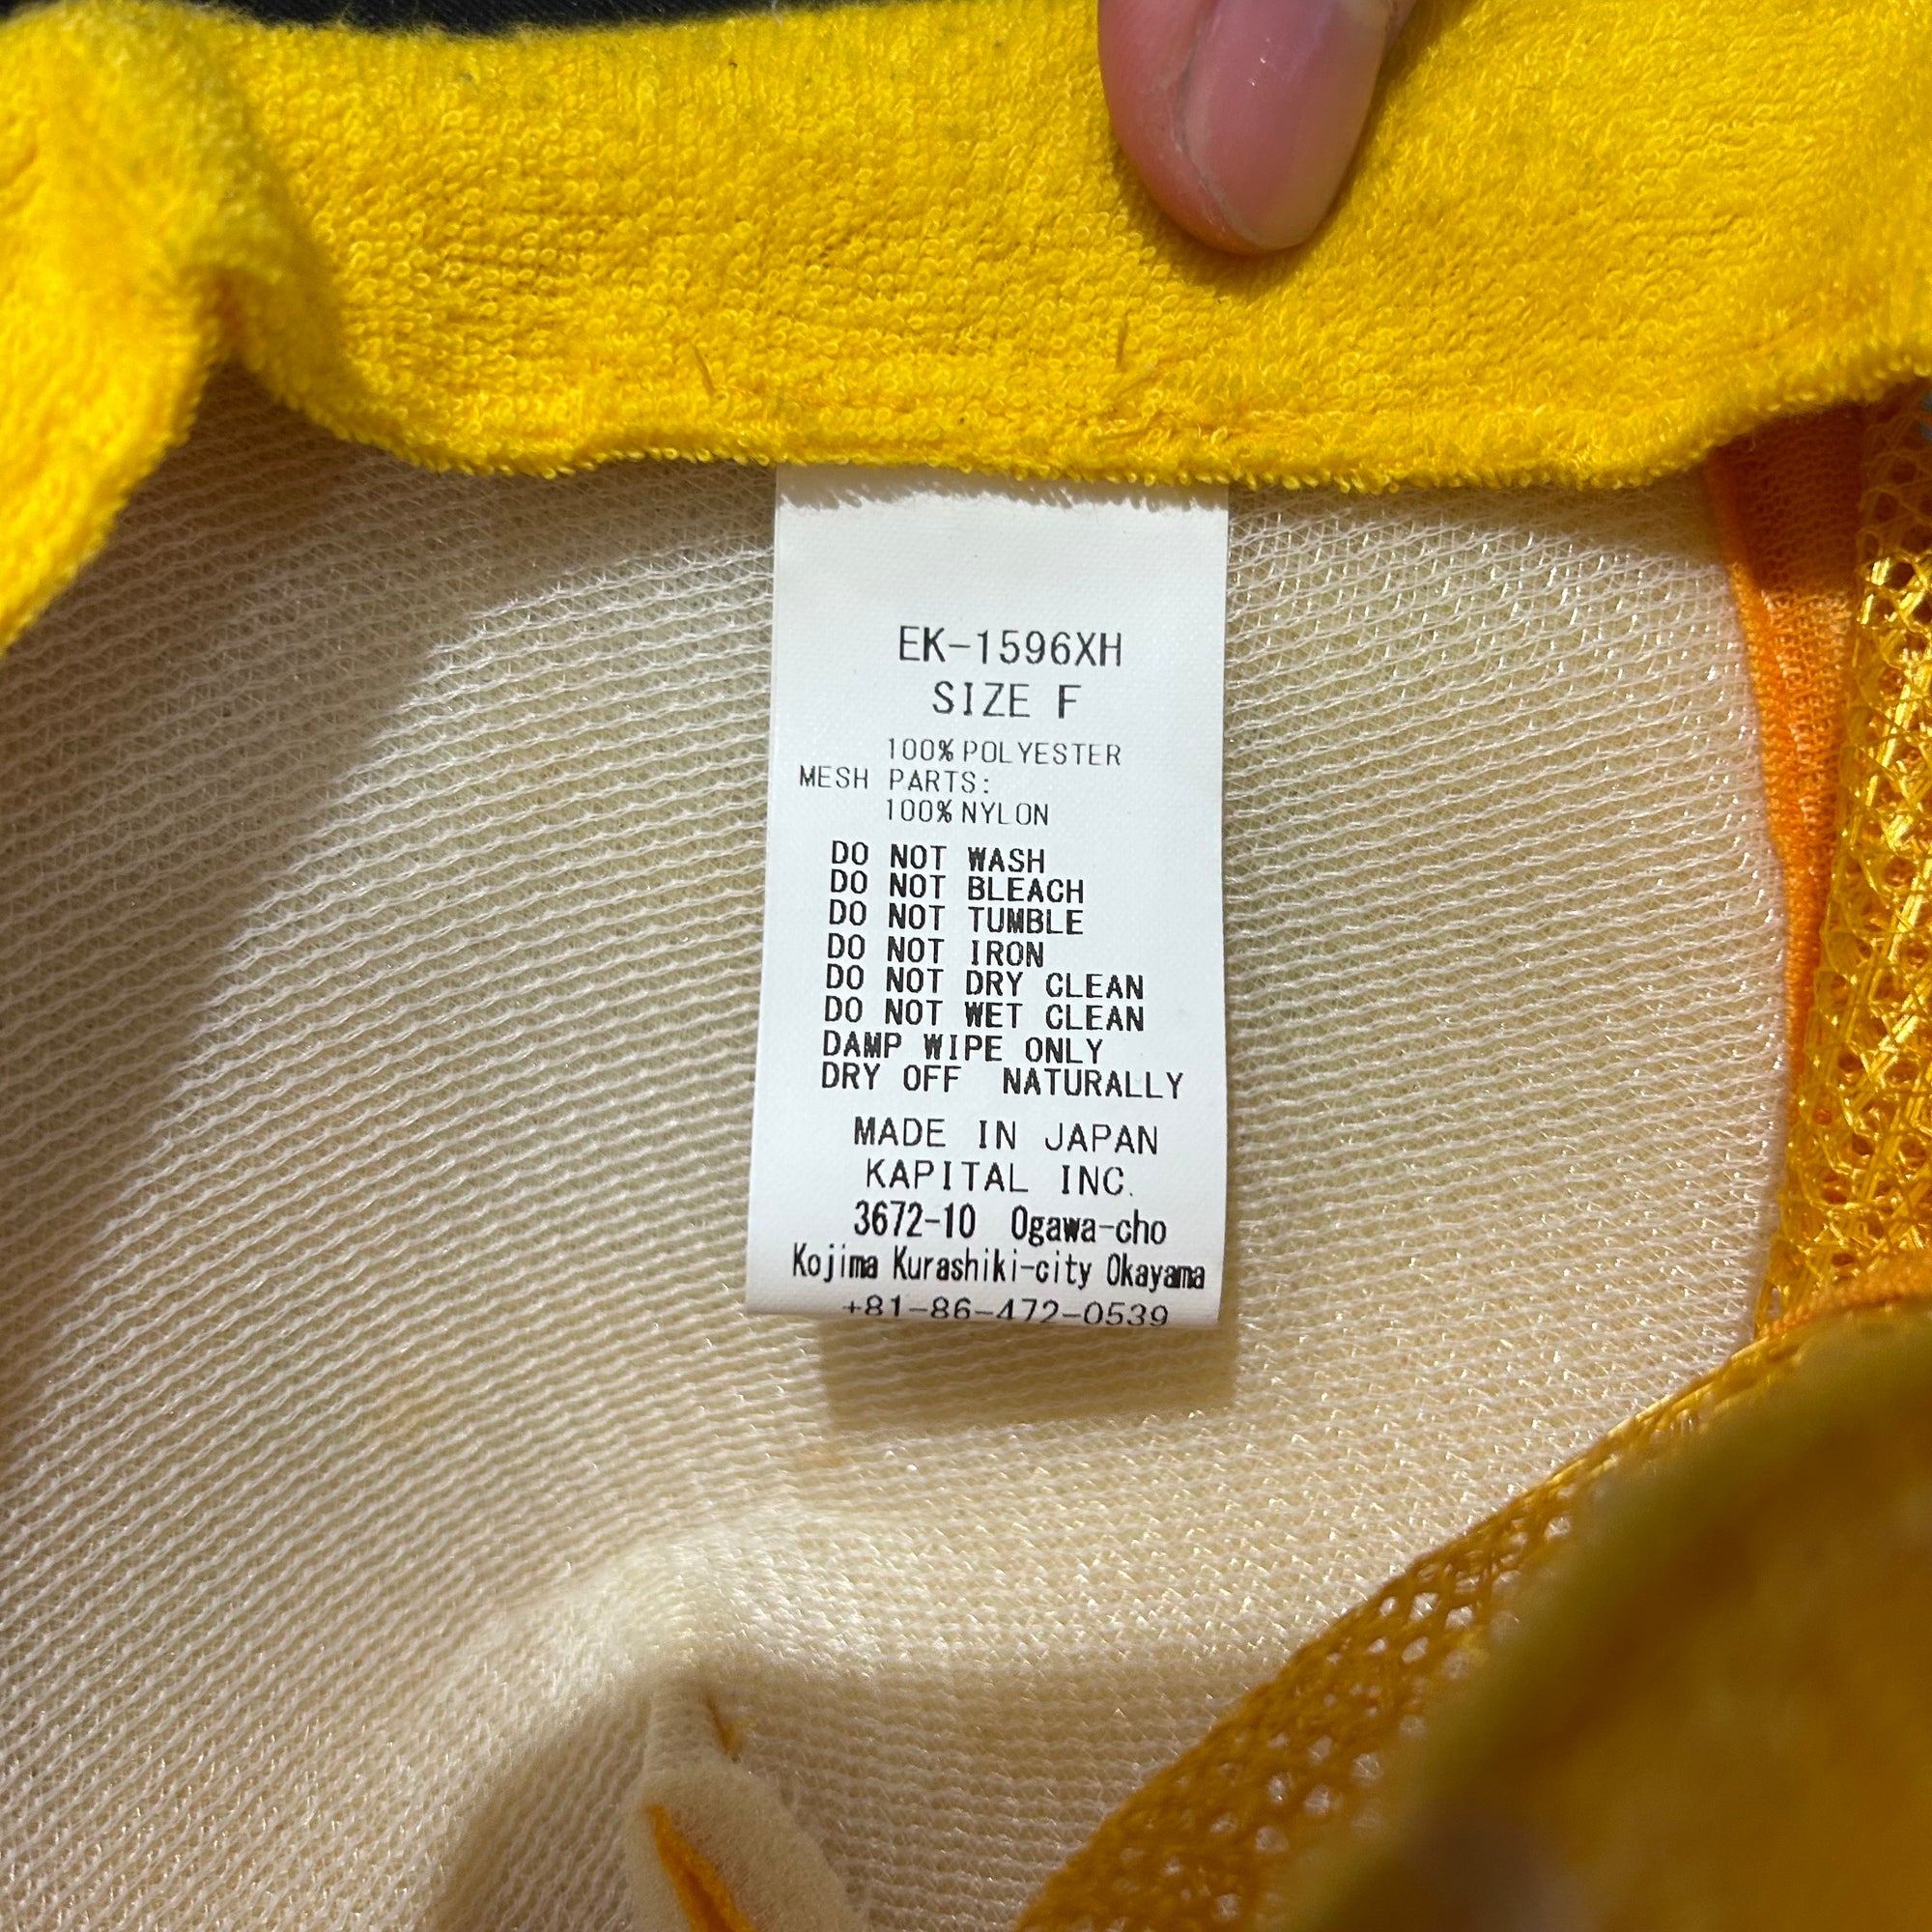 EK-1596XH
SIZE F
100% POLYESTER
MESH PARTS:
100% NYLON
DO NOT WASH
DO NOT BLEACH
DO NOT TUMBLE
DO NOT IRON
DO NOT DRY CLEAN
DO NOT WET CLEAN
DAMP WIPE ONLY
DRY OFF NATURALLY
MADE IN JAPAN
KAPITAL INC.
3672-10 Ogawa-cho
Kojima Kurashiki-city Okayama
+81-86-472-0539